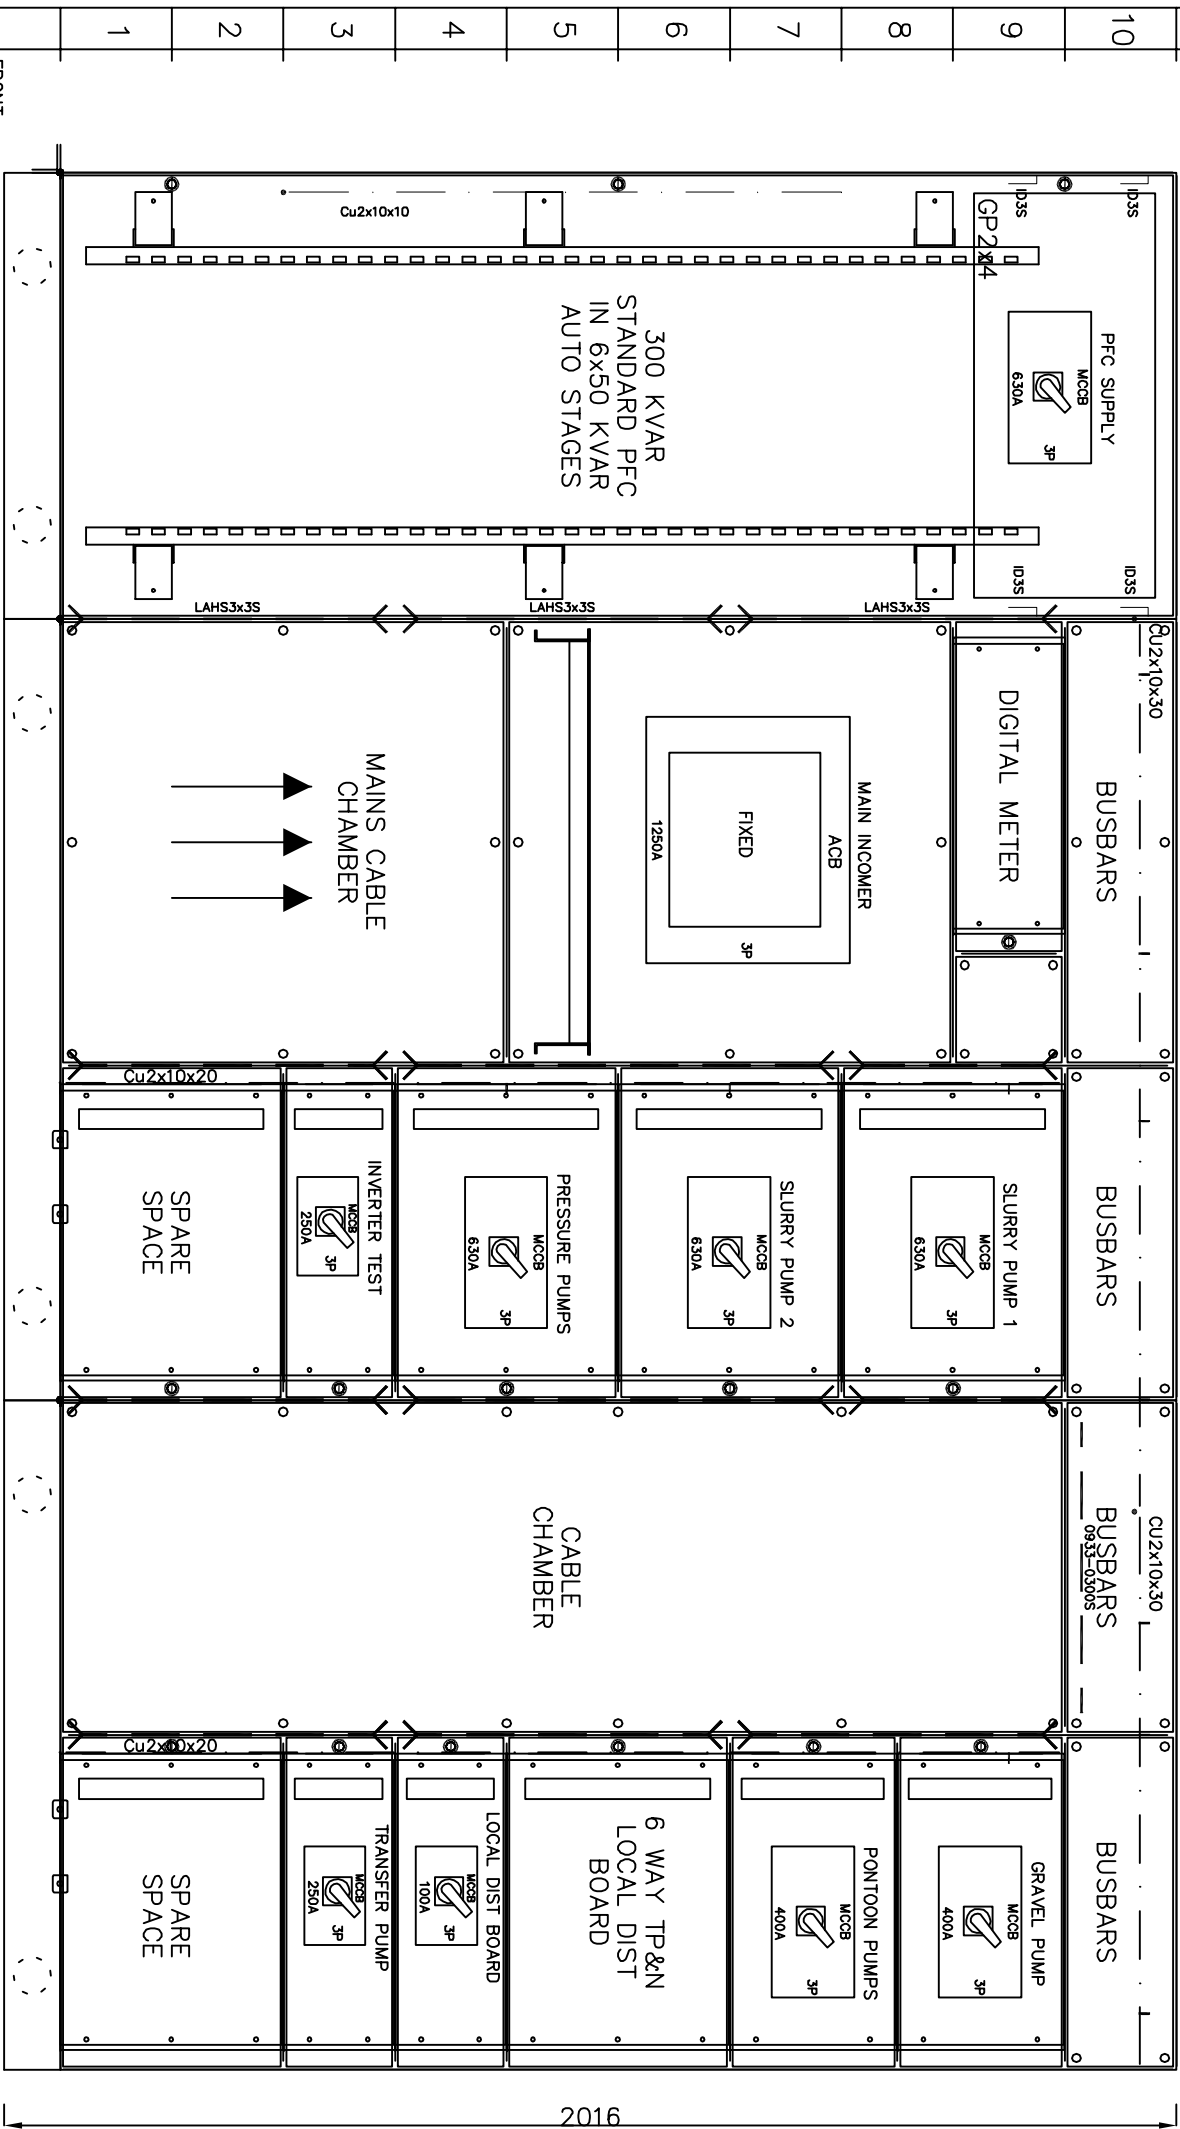 10
9
8
7
6
5
4
3
2
1
ID3S
ID3S
GP2x4
PFC SUPPLY
MCCB
630A
3P
ID3S
ID3S
Cu2x10x10
300 KVAR
STANDARD PFC
IN 6x50 KVAR
AUTO STAGES
LAHS3x3S
LAHS3x3S
LAHS3x3S
CU2x10x30
BUSBARS
DIGITAL METER
MAIN INCOMER
ACB
FIXED
1250A
3P
MAINS CABLE
CHAMBER
BUSBARS
SLURRY PUMP 1
MCCB
630A
3P
SLURRY PUMP 2
MCCB
630A
3P
PRESSURE PUMPS
MCCB
630A
3P
INVERTER TEST
MCCB
250A
3P
Cu2x10x20
SPARE
SPACE
CU2x10x30
BUSBARS
0933-0300S
CABLE
CHAMBER
BUSBARS
GRAVEL PUMP
MCCB
400A
3P
PONTOON PUMPS
MCCB
400A
3P
6 WAY TP&N
LOCAL DIST
BOARD
LOCAL DIST BOARD
MCCB
100A
3P
TRANSFER PUMP
MCCB
250A
3P
Cu2x10x20
SPARE
SPACE
2016
FRONT